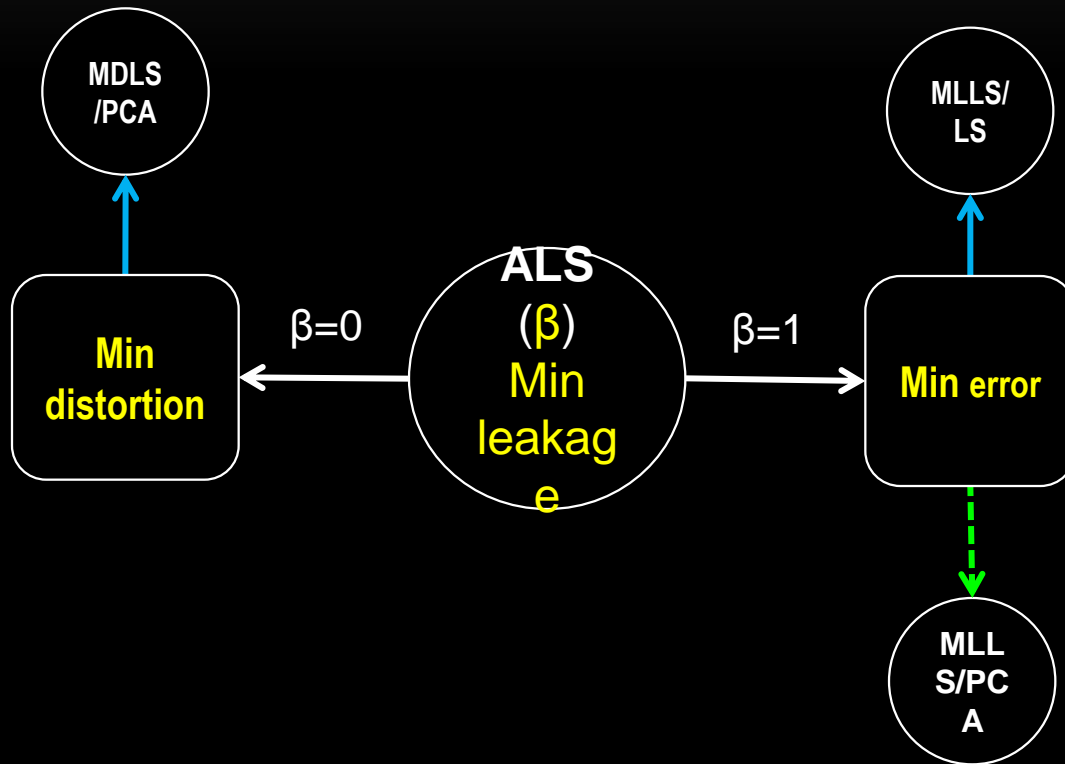 MDLS
/PCA
MLLS/
LS
ALS
(β)
Min
leakag
e
β=0
β=1
Min
distortion
Min error
MLL
S/PC
A